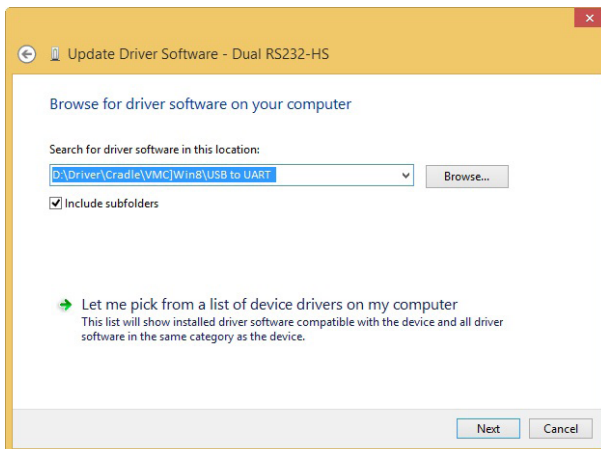 Update Driver Software - Dual RS232-HS
Browse for driver software on your computer
Search for driver software in this location:
D:\Driver\Cradle\VMC]Win8\USB to UART
Browse...
Include subfolders
Let me pick from a list of device drivers on my computer
This list will show installed driver software compatible with the device and all driver
software in the same category as the device.
Next
Cancel